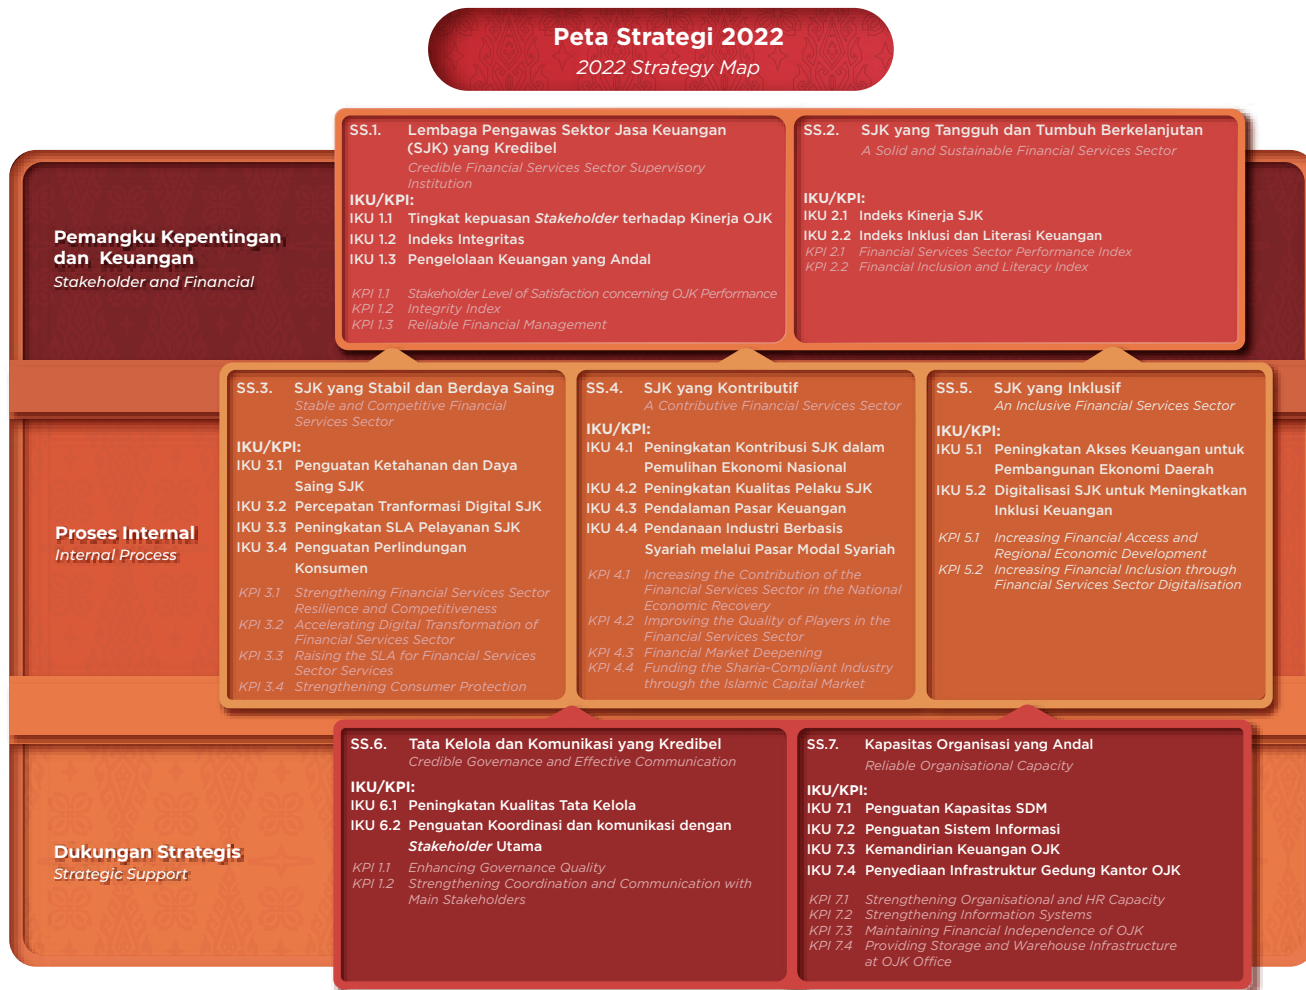 Peta Strategi 2022
2022 Strategy Map
Pemangku Kepentingan
dan Keuangan
Stakeholder and Financial
SS.1. Lembaga Pengawas Sektor Jasa Keuangan
(SJK) yang Kredibel
Credible Financial Services Sector Supervisory
Institution
IKU/KPI:
IKU 1.1 Tingkat kepuasan Stakeholder terhadap Kinerja OJK
IKU 1.2 Indeks Integritas
IKU 1.3 Pengelolaan Keuangan yang Andal
KPI 1.1 Stakeholder Level of Satisfaction concerning OJK Performance
KPI 1.2 Integrity Index
KPI 1.3 Reliable Financial Management
SS.2. SJK yang Tangguh dan Tumbuh Berkelanjutan
A Solid and Sustainable Financial Services Sector
IKU/KPI:
IKU 2.1 Indeks Kinerja SJK
IKU 2.2 Indeks Inklusi dan Literasi Keuangan
KPI 2.1 Financial Services Sector Performance Index
KPI 2.2 Financial Inclusion and Literacy Index
Proses Internal
Internal Process
SS.3. SJK yang Stabil dan Berdaya Saing
Stable and Competitive Financial
Services Sector
IKU/KPI:
IKU 3.1 Penguatan Ketahanan dan Daya
Saing SJK
IKU 3.2 Percepatan Tranformasi Digital SJK
IKU 3.3 Peningkatan SLA Pelayanan SJK
IKU 3.4 Penguatan Perlindungan
Konsumen
KPI 3.1 Strengthening Financial Services Sector
Resilience and Competitiveness
KPI 3.2 Accelerating Digital Transformation of
Financial Services Sector
KPI 3.3 Raising the SLA for Financial Services
Sector Services
KPI 3.4 Strengthening Consumer Protection
SS.4. SJK yang Kontributif
A Contributive Financial Services Sector
IKU/KPI:
IKU 4.1 Peningkatan Kontribusi SJK dalam
Pemulihan Ekonomi Nasional
IKU 4.2 Peningkatan Kualitas Pelaku SJK
IKU 4.3 Pendalaman Pasar Keuangan
IKU 4.4 Pendanaan Industri Berbasis
Syariah melalui Pasar Modal Syariah
KPI 4.1 Increasing the Contribution of the
Financial Services Sector in the National
Economic Recovery
KPI 4.2 Improving the Quality of Players in the
Financial Services Sector
KPI 4.3 Financial Market Deepening
KPI 4.4 Funding the Sharia-Compliant Industry
through the Islamic Capital Market
SS.5. SJK yang Inklusif
An Inclusive Financial Services Sector
IKU/KPI:
IKU 5.1 Peningkatan Akses Keuangan untuk
Pembangunan Ekonomi Daerah
IKU 5.2 Digitalisasi SJK untuk Meningkatkan
Inklusi Keuangan
KPI 5.1 Increasing Financial Access and
Regional Economic Development
KPI 5.2 Increasing Financial Inclusion through
Financial Services Sector Digitalisation
Dukungan Strategis
Strategic Support
SS.6. Tata Kelola dan Komunikasi yang Kredibel
Credible Governance and Effective Communication
IKU/KPI:
IKU 6.1 Peningkatan Kualitas Tata Kelola
IKU 6.2 Penguatan Koordinasi dan komunikasi dengan
Stakeholder Utama
KPI 1.1 Enhancing Governance Quality
KPI 1.2 Strengthening Coordination and Communication with
Main Stakeholders
SS.7. Kapasitas Organisasi yang Andal
Reliable Organisational Capacity
IKU/KPI:
IKU 7.1 Penguatan Kapasitas SDM
IKU 7.2 Penguatan Sistem Informasi
IKU 7.3 Kemandirian Keuangan OJK
IKU 7.4 Penyediaan Infrastruktur Gedung Kantor OJK
KPI 7.1 Strengthening Organisational and HR Capacity
KPI 7.2 Strengthening Information Systems
KPI 7.3 Maintaining Financial Independence of OJK
KPI 7.4 Providing Storage and Warehouse Infrastructure
at OJK Office